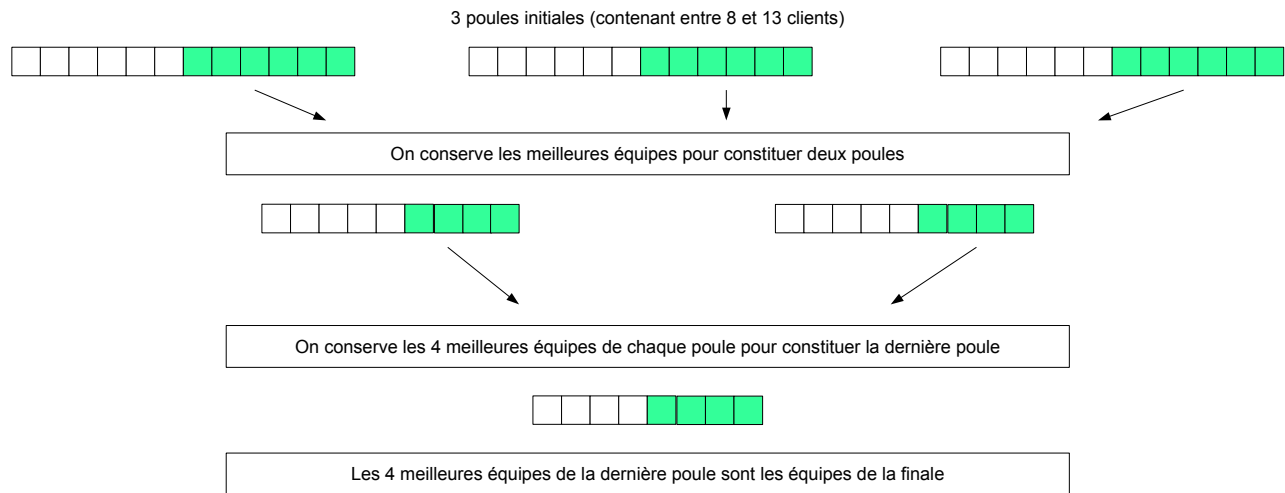 3 poules initiales (contenant entre 8 et 13 clients)
On conserve les meilleures équipes pour constituer deux poules
On conserve les 4 meilleures équipes de chaque poule pour constituer la dernière poule
Les 4 meilleures équipes de la dernière poule sont les équipes de la finale